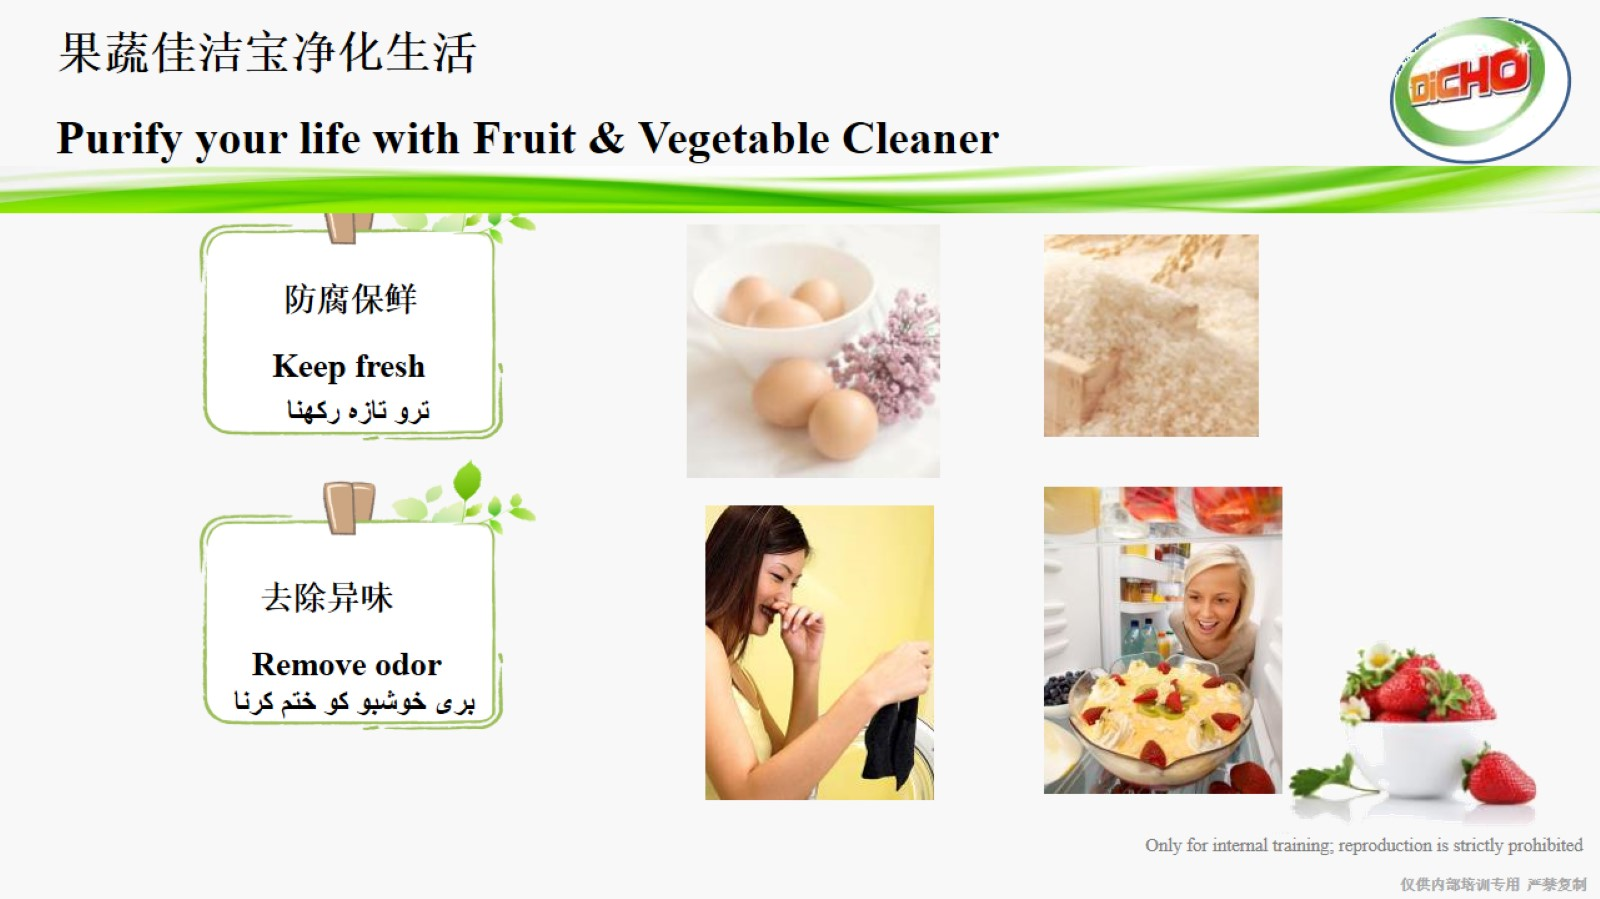 果蔬佳洁宝净化生活
Purify your life with Fruit & Vegetable Cleaner
DiCHO
防腐保鲜
Keep fresh
ترو تازه رکھنا
去除异味
Remove odor
بری خوشبو کو ختم کرنا
Only for internal training; reproduction is strictly prohibited
仅供内部培训专用 严禁复制